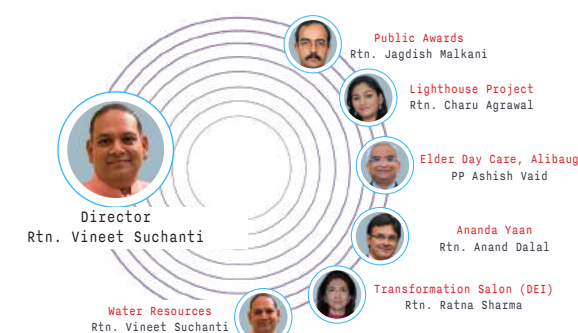 Public Awards
Rtn. Jagdish Malkani
Lighthouse Project
Rtn. Charu Agrawal
Elder Day Care, Alibaug
PP Ashish Vaid
Director
Rtn. Vineet Suchanti
Ananda Yaan
Rtn. Anand Dalal
Transformation Salon (DEI)
Rtn. Ratna Sharma
Water Resources
Rtn. Vineet Suchanti